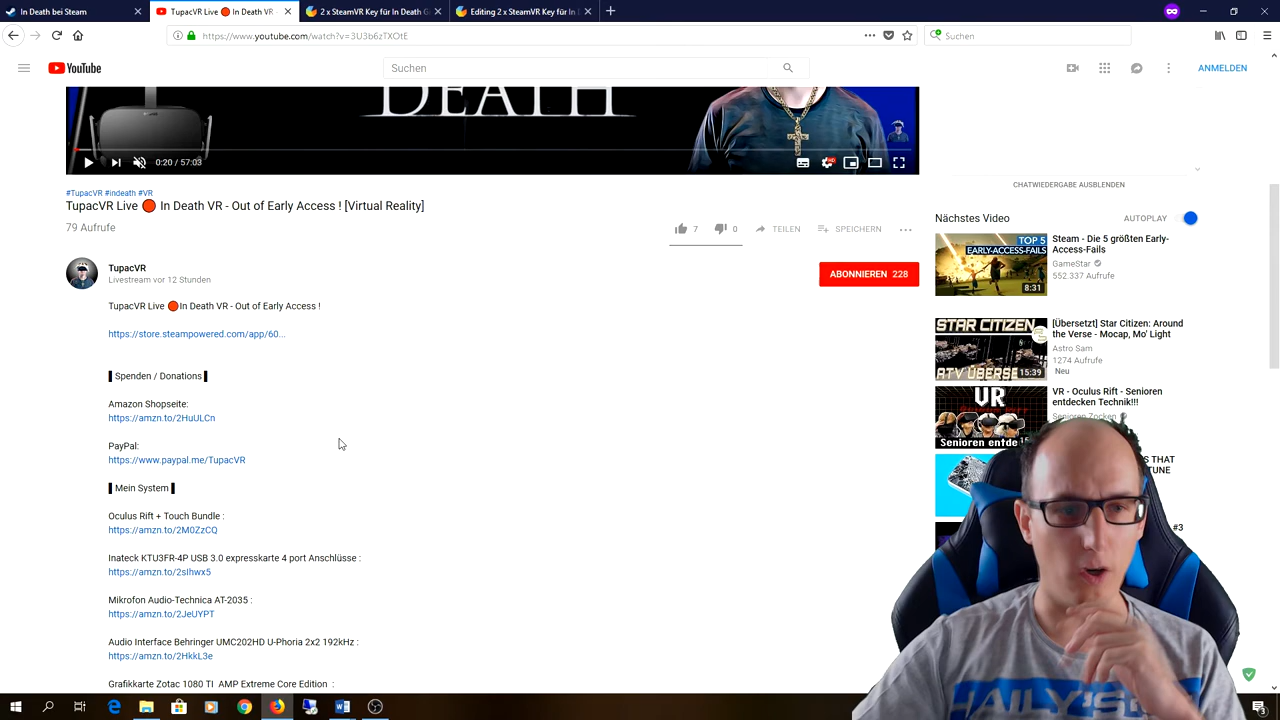 In Death bei Steam
TupacVR Live 🔴 In Death VR -
2 x SteamVR Key für In Death G
Editing 2 x SteamVR Key für In D
https://www.youtube.com/watch?v=3U3b6zTXOtE
Suchen
YouTube
Suchen
ANMELDEN
DEATH
0:20 / 57:03
CHATWIEDERGABE AUSBLENDEN
#TupacVR #indeath #VR
TupacVR Live 🔴 In Death VR - Out of Early Access ! [Virtual Reality]
79 Aufrufe
7
0
TEILEN
SPEICHERN
TupacVR
Livestream vor 12 Stunden
ABONNIEREN 228
TupacVR Live 🔴In Death VR - Out of Early Access !
https://store.steampowered.com/app/60...
▌Spenden / Donations▐
Amazon Shopseite:
https://amzn.to/2HuULCn
PayPal:
https://www.paypal.me/TupacVR
▌Mein System▐
Oculus Rift + Touch Bundle :
https://amzn.to/2M0ZzCQ
Inateck KTU3FR-4P USB 3.0 expresskarte 4 port Anschlüsse :
https://amzn.to/2sIhwx5
Mikrofon Audio-Technica AT-2035 :
https://amzn.to/2JeUYPT
Audio Interface Behringer UMC202HD U-Phoria 2x2 192kHz :
https://amzn.to/2HkkL3e
Grafikkarte Zotac 1080 TI AMP Extreme Core Edition :
Nächstes Video
AUTOPLAY
TOP 5
EARLY-ACCESS-FAILS
8:31
Steam - Die 5 größten Early-
Access-Fails
GameStar
552.337 Aufrufe
STAR CITIZEN
ATV ÜBERSE
15:39
[Übersetzt] Star Citizen: Around
the Verse - Mocap, Mo' Light
Astro Sam
1274 Aufrufe
Neu
VR
Senioren entde
VR - Oculus Rift - Senioren
entdecken Technik!!!
Senioren Zocken
THAT
TUNE
#3
3